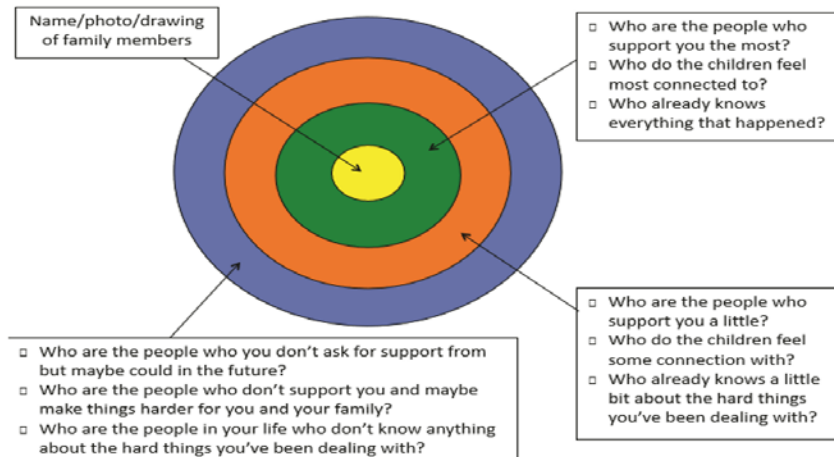 Name/photo/drawing
of family members
□ Who are the people who
support you the most?
□ Who do the children feel
most connected to?
□ Who already knows
everything that happened?
□ Who are the people who
support you a little?
□ Who do the children feel
some connection with?
□ Who already knows a little
bit about the hard things
you’ve been dealing with?
□ Who are the people who you don’t ask for support from
but maybe could in the future?
□ Who are the people who don’t support you and maybe
make things harder for you and your family?
□ Who are the people in your life who don’t know anything
about the hard things you’ve been dealing with?